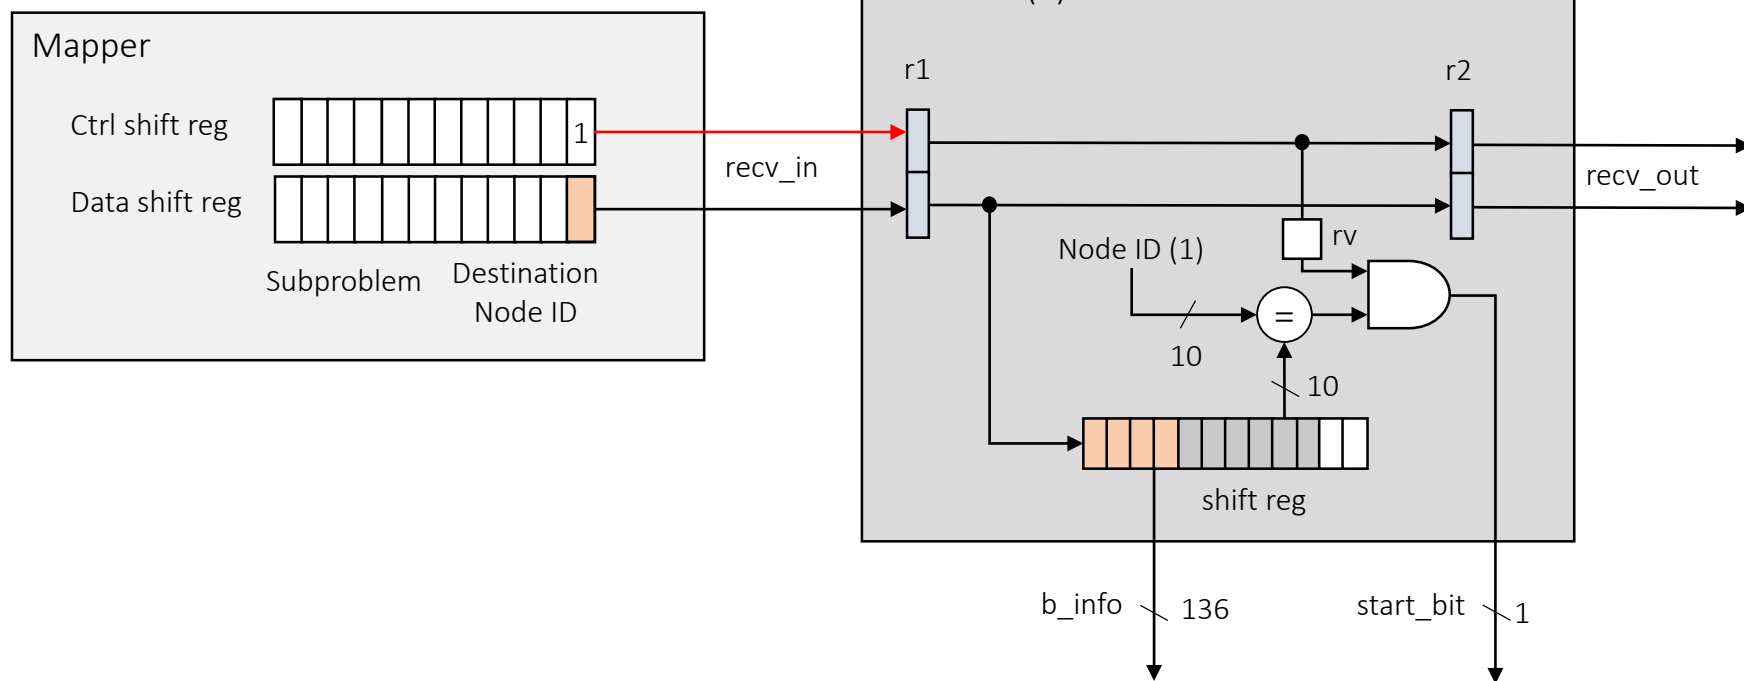 Mapper
r1
r2
Ctrl shift reg
1
recv_in
recv_out
Data shift reg
Node ID (1)
rv
Subproblem
Destination
Node ID
=
10
10
shift reg
b_info
136
start_bit
1